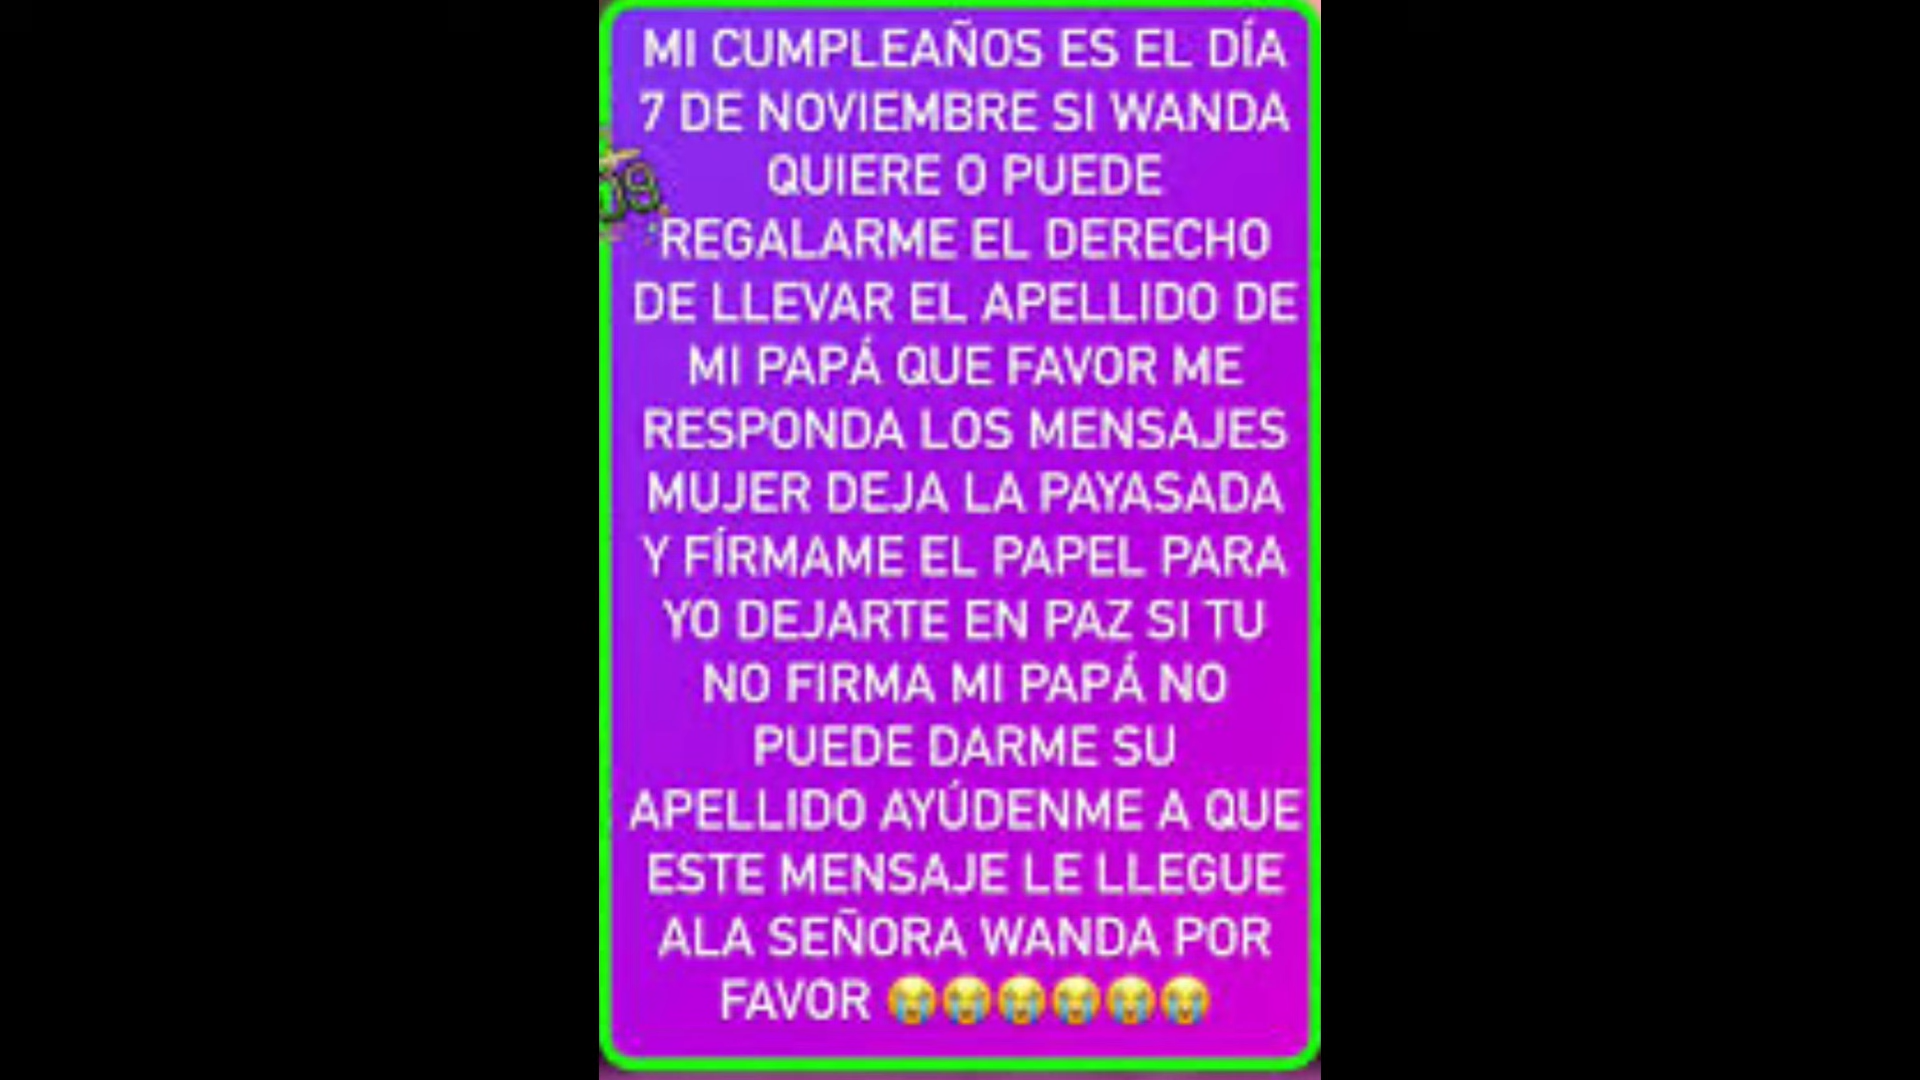 MI CUMPLEAÑOS ES EL DÍA
7 DE NOVIEMBRE SI WANDA
QUIERE O PUEDE
REGALARME EL DERECHO
DE LLEVAR EL APELLIDO DE
MI PAPÁ QUE FAVOR ME
RESPONDA LOS MENSAJES
MUJER DEJA LA PAYASADA
Y FÍRMAME EL PAPEL PARA
YO DEJARTE EN PAZ SI TU
NO FIRMA MI PAPÁ NO
PUEDE DARME SU
APELLIDO AYÚDENME A QUE
ESTE MENSAJE LE LLEGUE
ALA SEÑORA WANDA POR
FAVOR 😭😭😭😭😭😭